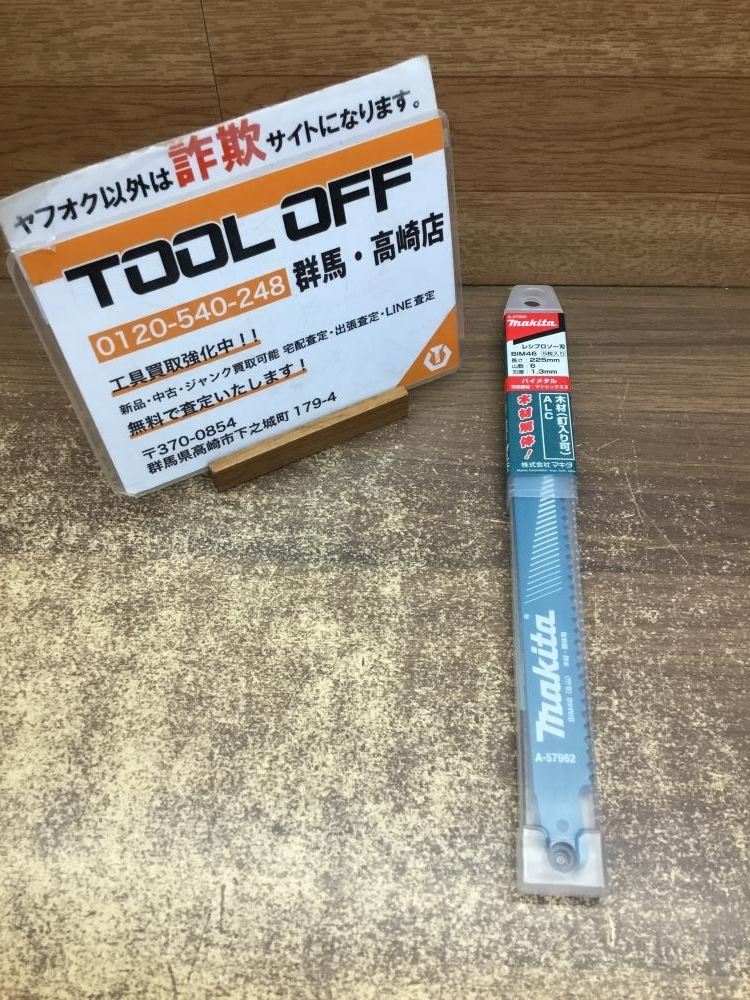 ヤフオク以外は詐欺サイトになります。
TOOL OFF
0120-540-248 群馬・高崎店
工具買取強化中!!
新品・中古・ジャンク買取可能 宅配査定・出張査定・LINE査定
無料で査定いたします!
〒370-0854
群馬県高崎市下之城町 179-4
A-57962
makita
レシプロソー刃
BIM46 5枚入り
長さ:225mm
山数:6
刃厚:1.3mm
バイメタル
木材解体!
木材(釘入り可)
ALC
株式会社マキタ
makita
A-57962